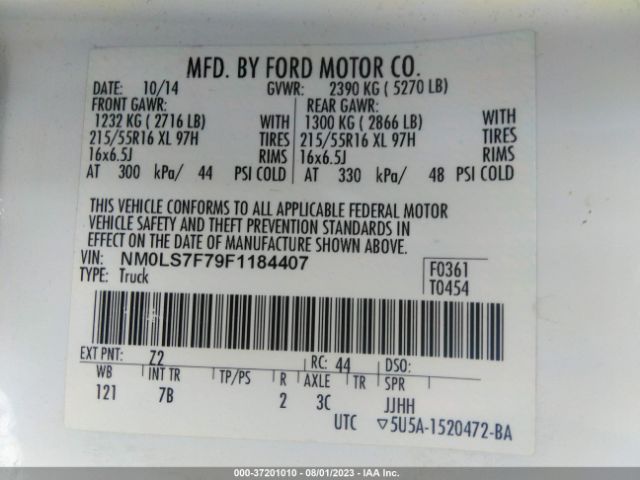 MFD. BY FORD MOTOR CO.
DATE: 10/14 GVWR: 2390 KG ( 5270 LB)
FRONT GAWR: REAR GAWR:
1232 KG ( 2716 LB) WITH 1300 KG ( 2866 LB) WITH
215/55R16 XL 97H TIRES 215/55R16 XL 97H TIRES
16x6.5J RIMS 16x6.5J RIMS
AT 300 kPa/ 44 PSI COLD AT 330 kPa/ 48 PSI COLD
THIS VEHICLE CONFORMS TO ALL APPLICABLE FEDERAL MOTOR
VEHICLE SAFETY AND THEFT PREVENTION STANDARDS IN
EFFECT ON THE DATE OF MANUFACTURE SHOWN ABOVE.
VIN: NM0LS7F79F1184407 F0361
TYPE: Truck T0454
EXT PNT: Z2 RC: 44 DSO:
WB INT TR TP/PS R AXLE TR SPR
121 7B 2 3C JJHH
UTC ▽5U5A-1520472-BA
000-37201010 - 08/01/2023 - IAA Inc.